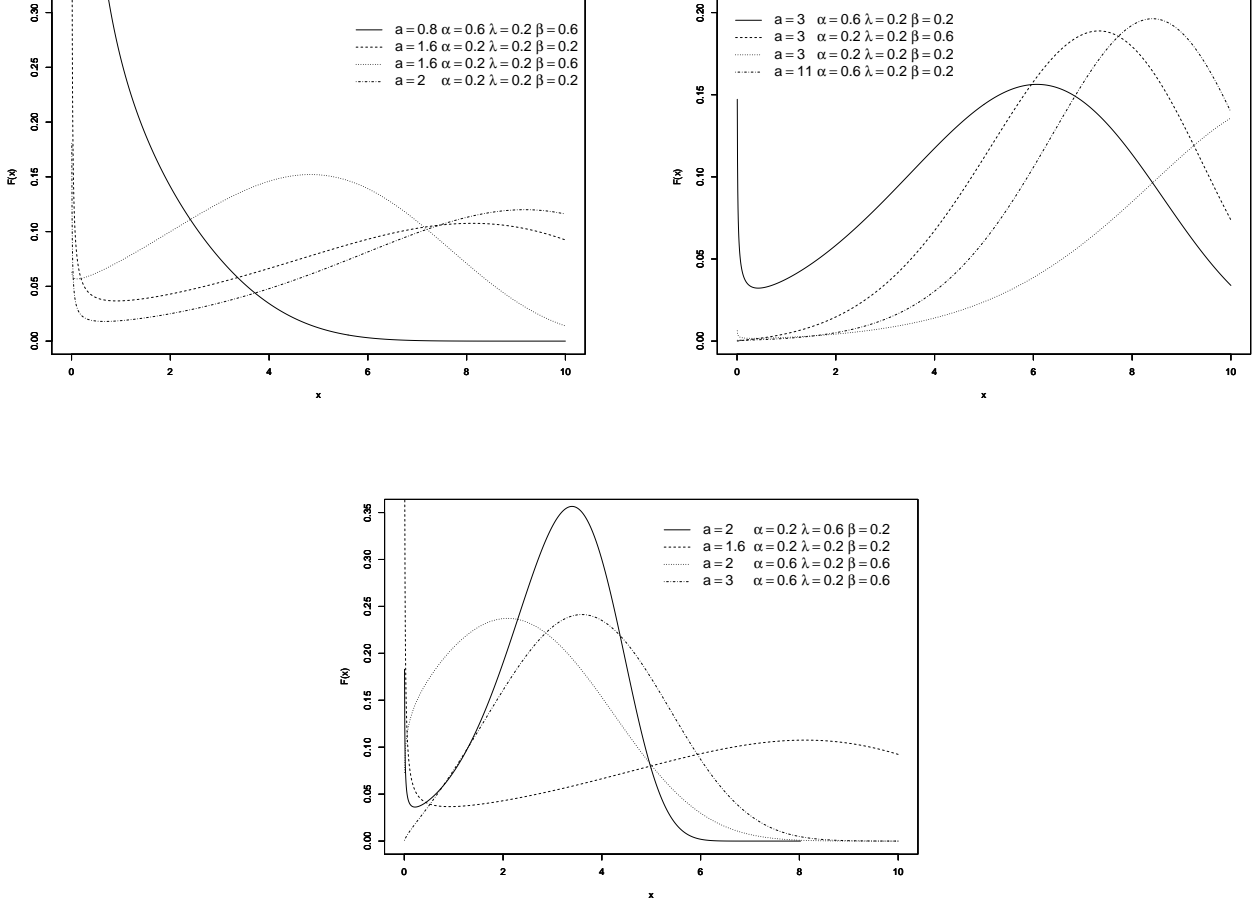 a = 0.8 α = 0.6 λ = 0.2 β = 0.6
a = 1.6 α = 0.2 λ = 0.2 β = 0.2
a = 1.6 α = 0.2 λ = 0.2 β = 0.6
a = 2 α = 0.2 λ = 0.2 β = 0.2
0.30
0.25
0.20
0.15
0.10
0.05
0.00
F(x)
0 2 4 6 8 10
x
a = 3 α = 0.6 λ = 0.2 β = 0.2
a = 3 α = 0.2 λ = 0.2 β = 0.6
a = 3 α = 0.2 λ = 0.2 β = 0.2
a = 11 α = 0.6 λ = 0.2 β = 0.2
0.20
0.15
0.10
0.05
0.00
F(x)
0 2 4 6 8 10
x
a = 2 α = 0.2 λ = 0.6 β = 0.2
a = 1.6 α = 0.2 λ = 0.2 β = 0.2
a = 2 α = 0.6 λ = 0.2 β = 0.6
a = 3 α = 0.6 λ = 0.2 β = 0.6
0.35
0.30
0.25
0.20
0.15
0.10
0.05
0.00
F(x)
0 2 4 6 8 10
x